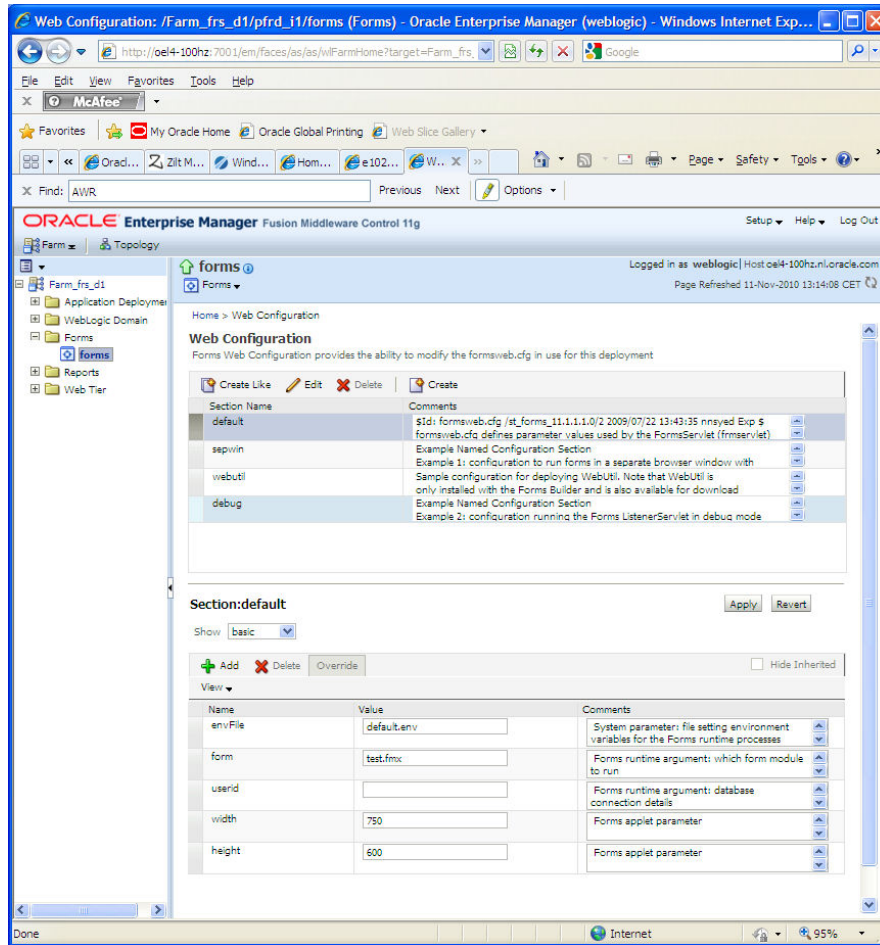 Web Configuration: /Farm_frs_d1/pfrd_i1/forms (Forms) - Oracle Enterprise Manager (weblogic) - Windows Internet Exp...
http://oel4-100hz:7001/em/faces/as/as/wlFarmHome?target=Farm_frs_
Google
File Edit View Favorites Tools Help
X McAfee
Favorites My Oracle Home Oracle Global Printing Web Slice Gallery
Oracl... Zilt M... Wind... Hom... e102... W... X Page Safety Tools
X Find: AWR Previous Next Options
ORACLE Enterprise Manager Fusion Middleware Control 11g Setup Help Log Out
Farm Topology
forms Logged in as weblogic| Host oel4-100hz.nl.oracle.com
Forms Page Refreshed 11-Nov-2010 13:14:08 CET
Farm_frs_d1
Application Deployme
WebLogic Domain
Forms
forms
Reports
Web Tier
Home > Web Configuration
Web Configuration
Forms Web Configuration provides the ability to modify the formsweb.cfg in use for this deployment
Create Like Edit Delete Create
Section Name Comments
default $Id: formsweb.cfg /st_forms_11.1.1.1.0/2 2009/07/22 13:43:35 nnsyed Exp $
formsweb.cfg defines parameter values used by the FormsServlet (frmservlet)
sepwin Example Named Configuration Section
Example 1: configuration to run forms in a separate browser window with
webutil Sample configuration for deploying WebUtil. Note that WebUtil is
only installed with the Forms Builder and is also available for download
debug Example Named Configuration Section
Example 2: configuration running the Forms ListenerServlet in debug mode
Section:default Apply Revert
Show basic
Add Delete Override Hide Inherited
View
Name Value Comments
envFile default.env System parameter: file setting environment
variables for the Forms runtime processes
form test.fmx Forms runtime argument: which form module
to run
userid Forms runtime argument: database
connection details
width 750 Forms applet parameter
height 600 Forms applet parameter
Done Internet 95%